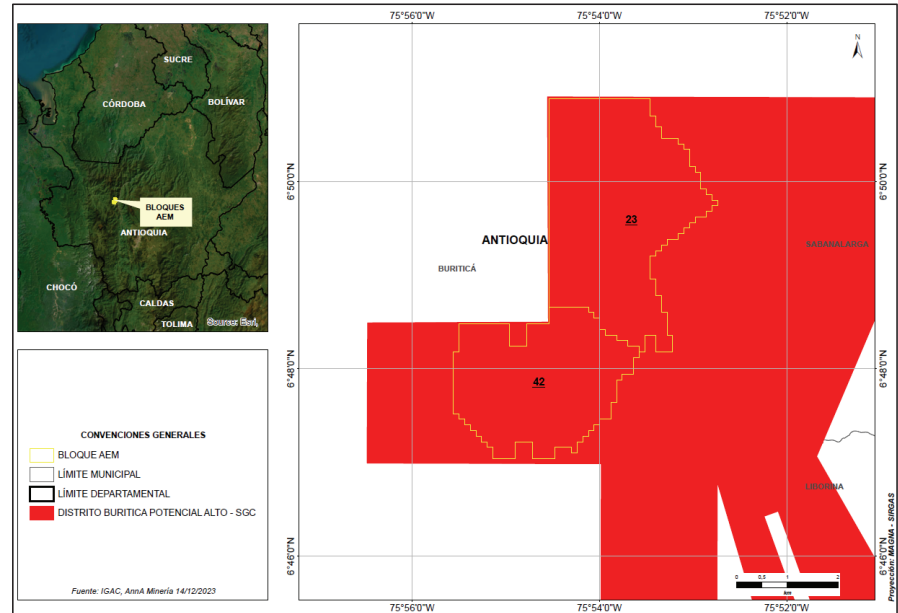 SUCRE
CÓRDOBA
BOLÍVAR
BLOQUES
AEM
ANTIOQUIA
CHOCÓ
CALDAS
TOLIMA
Source: Esri,
CONVENCIONES GENERALES
BLOQUE AEM
LÍMITE MUNICIPAL
LÍMITE DEPARTAMENTAL
DISTRITO BURITICA POTENCIAL ALTO - SGC
Fuente: IGAC, AnnA Minería 14/12/2023
75°56'0"W 75°54'0"W 75°52'0"W
N
6°50'0"N 6°50'0"N
23
ANTIOQUIA
SABANALARGA
BURITICÁ
6°48'0"N 6°48'0"N
42
LIBORINA
6°46'0"N 6°46'0"N
0 0,5 1 2
km
Proyección: MAGNA - SIRGAS
75°56'0"W 75°54'0"W 75°52'0"W